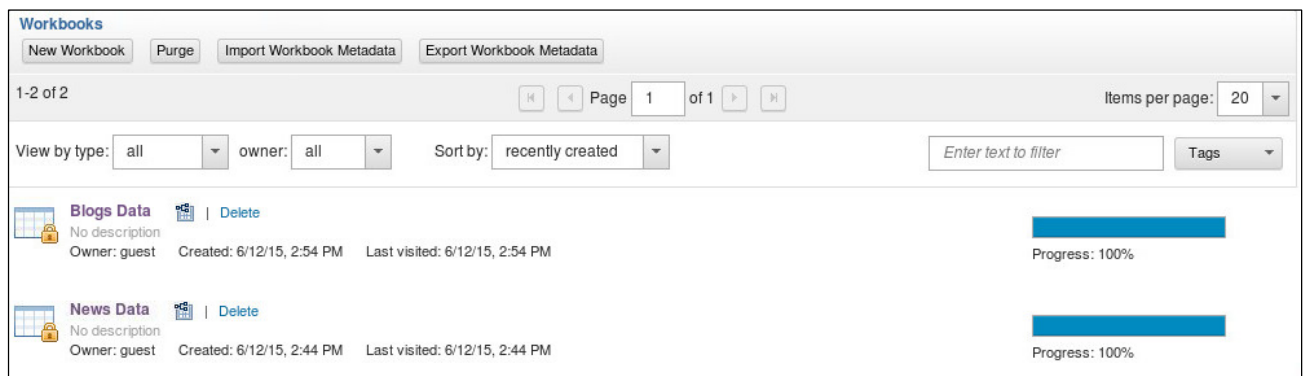 Workbooks
New Workbook Purge Import Workbook Metadata Export Workbook Metadata
1-2 of 2 Page 1 of 1 Items per page: 20
View by type: all owner: all Sort by: recently created Enter text to filter Tags
Blogs Data | Delete
No description
Owner: guest Created: 6/12/15, 2:54 PM Last visited: 6/12/15, 2:54 PM Progress: 100%
News Data | Delete
No description
Owner: guest Created: 6/12/15, 2:44 PM Last visited: 6/12/15, 2:44 PM Progress: 100%